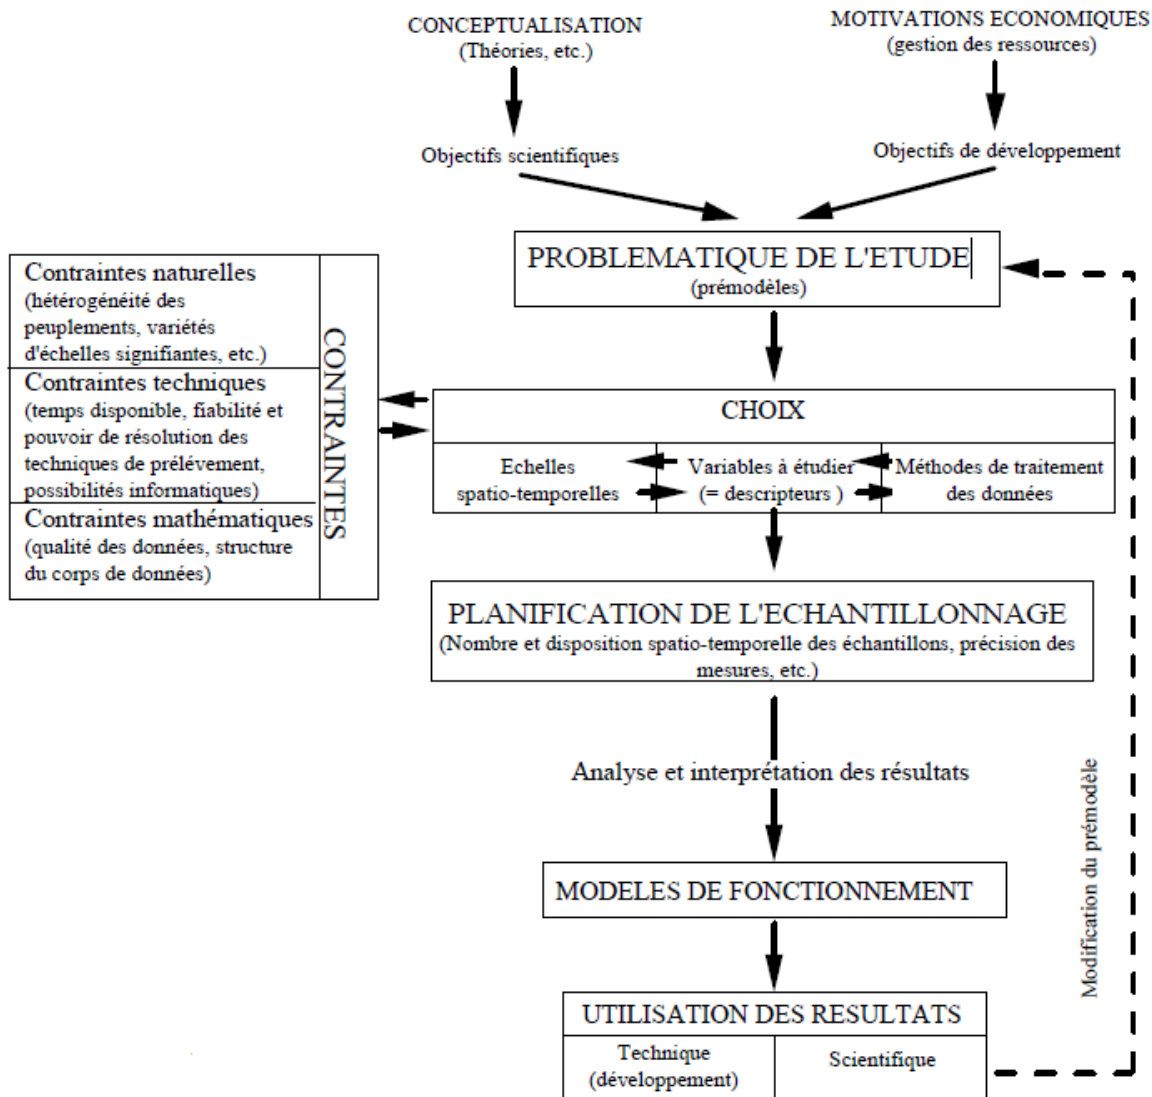 CONCEPTUALISATION
(Théories, etc.)
MOTIVATIONS ECONOMIQUES
(gestion des ressources)
Objectifs scientifiques
Objectifs de développement
PROBLEMATIQUE DE L'ETUDE
(prémodèles)
Contraintes naturelles
(hétérogénéité des
peuplements, variétés
d'échelles signifiantes, etc.)
Contraintes techniques
(temps disponible, fiabilité et
pouvoir de résolution des
techniques de prélévement,
possibilités informatiques)
Contraintes mathématiques
(qualité des données, structure
du corps de données)
CONTRAINTES
CHOIX
Echelles
spatio-temporelles
Variables à étudier
(= descripteurs )
Méthodes de traitement
des données
PLANIFICATION DE L'ECHANTILLONNAGE
(Nombre et disposition spatio-temporelle des échantillons, précision des
mesures, etc.)
Analyse et interprétation des résultats
MODELES DE FONCTIONNEMENT
UTILISATION DES RESULTATS
Technique
(développement)
Scientifique
Modification du prémodèle